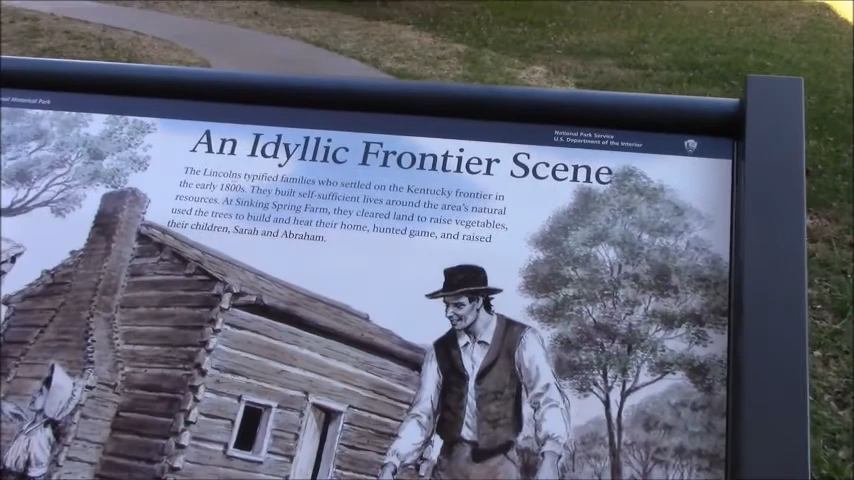 National Park Service
U.S. Department of the Interior
al Historical Park
An Idyllic Frontier Scene
The Lincolns typified families who settled on the Kentucky frontier in
the early 1800s. They built self-sufficient lives around the area's natural
resources. At Sinking Spring Farm, they cleared land to raise vegetables,
used the trees to build and heat their home, hunted game, and raised
their children, Sarah and Abraham.